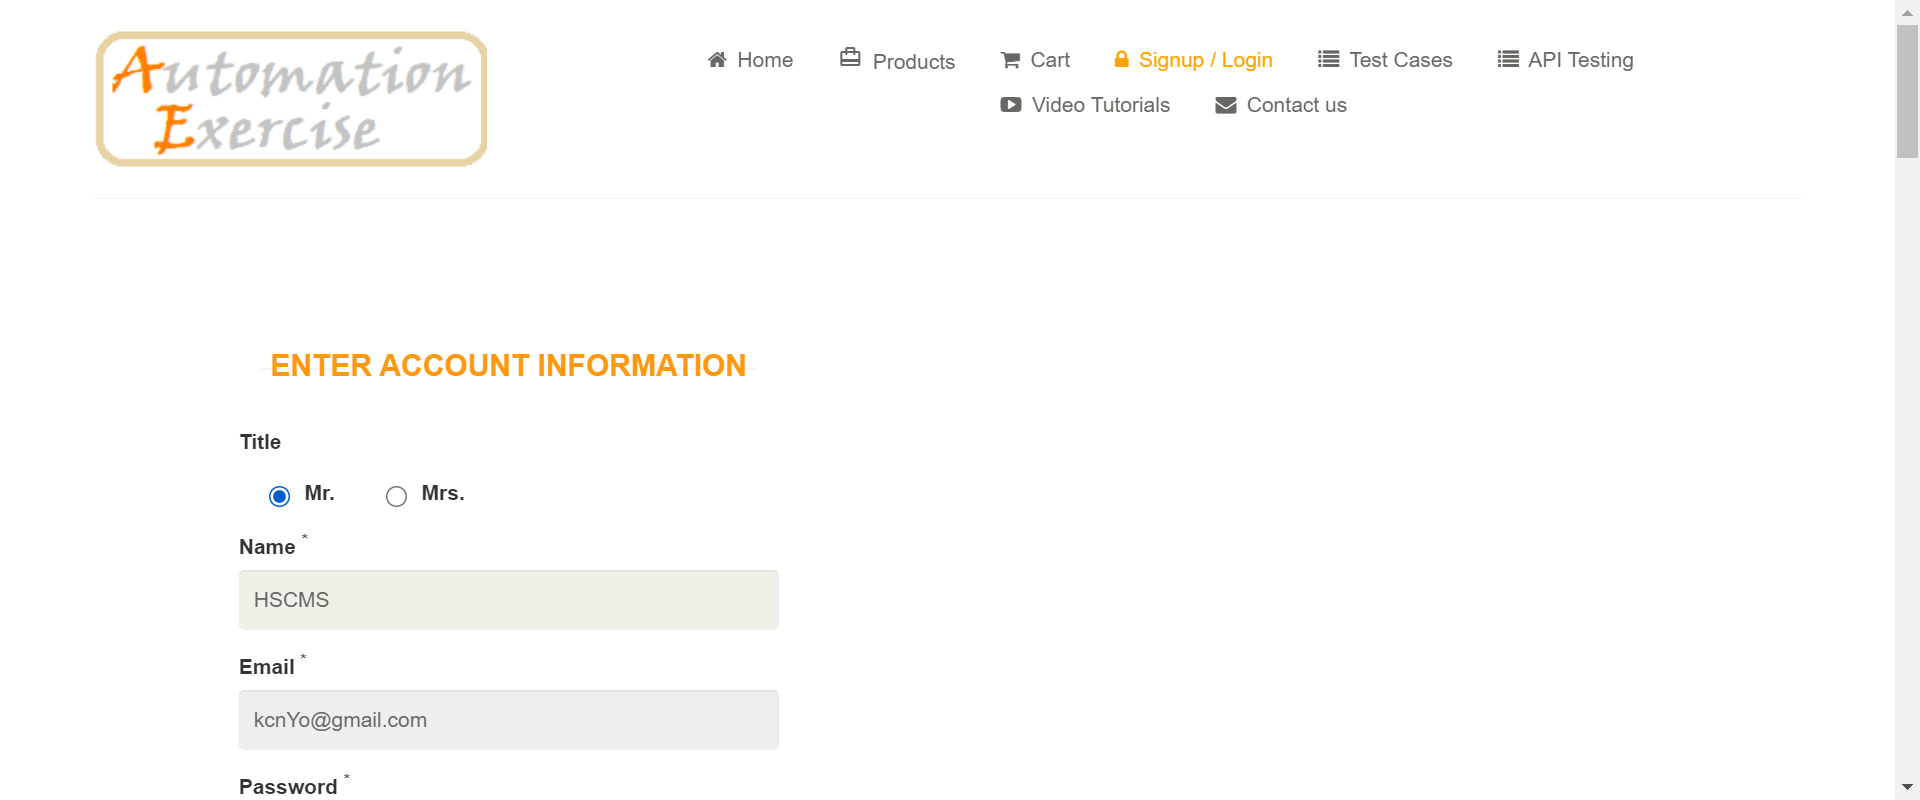 Automation
Exercise
Home
Products
Cart
Signup / Login
Test Cases
API Testing
Video Tutorials
Contact us
ENTER ACCOUNT INFORMATION
Title
Mr.
Mrs.
Name *
HSCMS
Email *
kcnYo@gmail.com
Password *